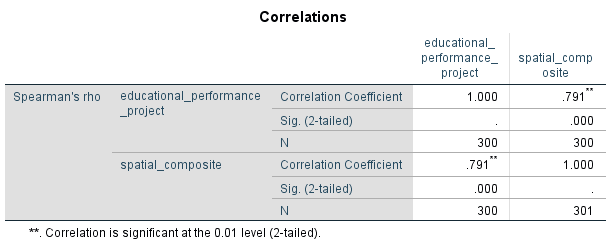 Correlations
educational_
performance_
project
spatial_comp
osite
Spearman's rho educational_performance
_project Correlation Coefficient 1.000 .791**
Sig. (2-tailed) . .000
N 300 300
spatial_composite Correlation Coefficient .791** 1.000
Sig. (2-tailed) .000 .
N 300 301
**. Correlation is significant at the 0.01 level (2-tailed).